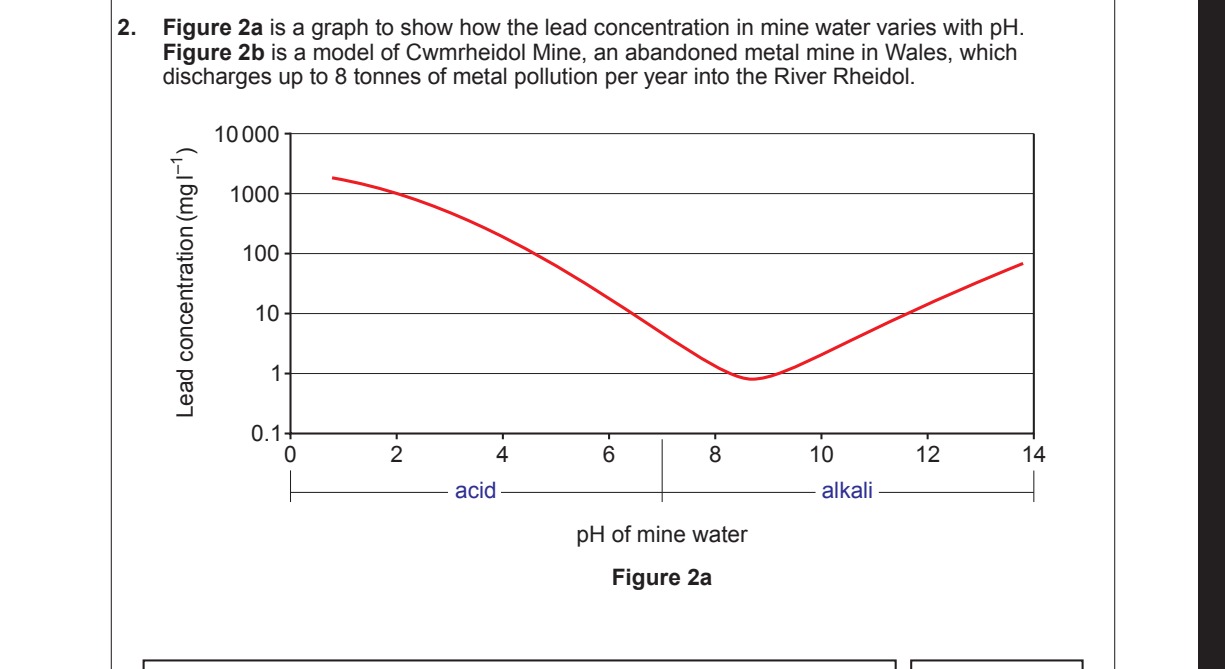 2. Figure 2a is a graph to show how the lead concentration in mine water varies with pH.
Figure 2b is a model of Cwmrheidol Mine, an abandoned metal mine in Wales, which
discharges up to 8 tonnes of metal pollution per year into the River Rheidol.
Lead concentration (mg l⁻¹)
10 000
1000
100
10
1
0.1
0 2 4 6 8 10 12 14
acid alkali
pH of mine water
Figure 2a